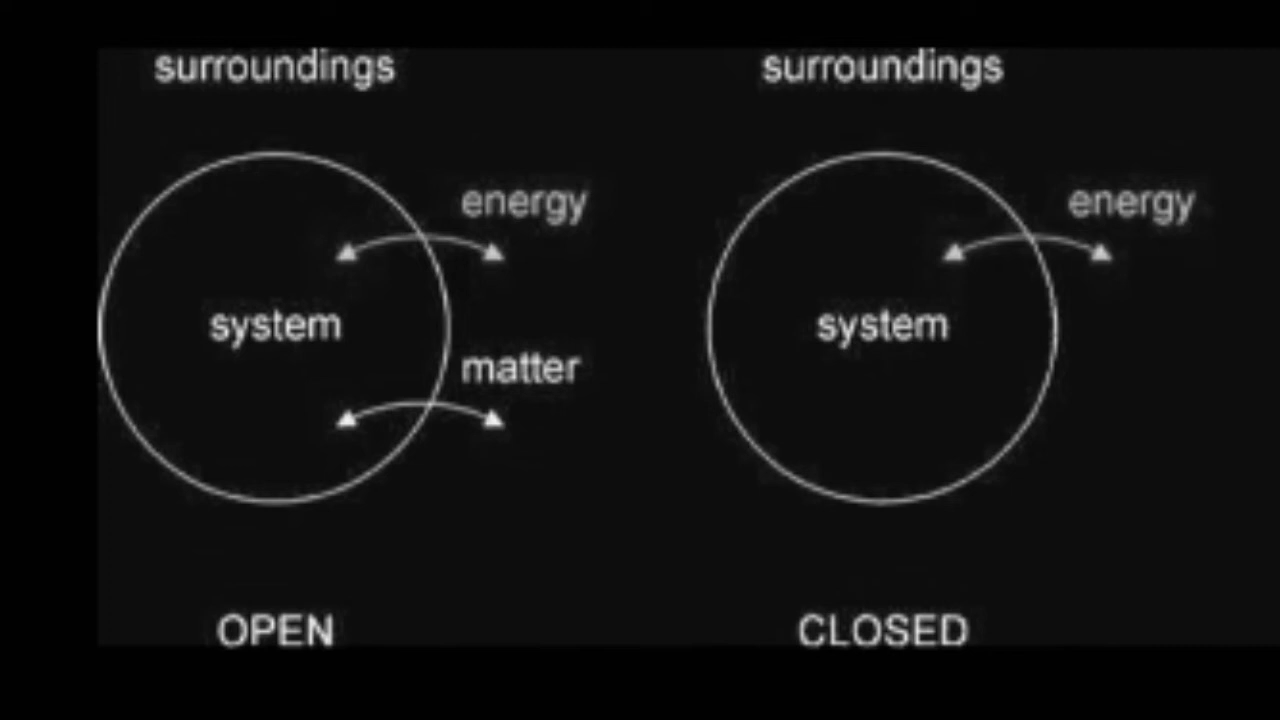 surroundings
surroundings
energy
energy
system
system
matter
OPEN
CLOSED